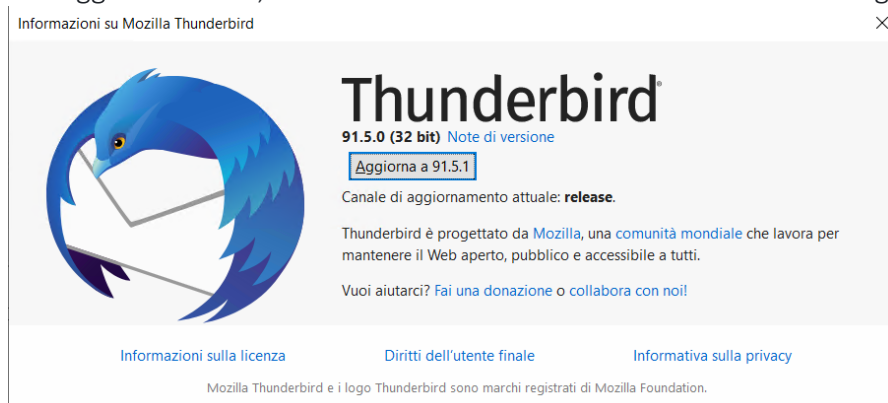 Informazioni su Mozilla Thunderbird
Thunderbird®
91.5.0 (32 bit) Note di versione
Aggiorna a 91.5.1
Canale di aggiornamento attuale: release.
Thunderbird è progettato da Mozilla, una comunità mondiale che lavora per
mantenere il Web aperto, pubblico e accessibile a tutti.
Vuoi aiutarci? Fai una donazione o collabora con noi!
Informazioni sulla licenza
Diritti dell'utente finale
Informativa sulla privacy
Mozilla Thunderbird e i logo Thunderbird sono marchi registrati di Mozilla Foundation.